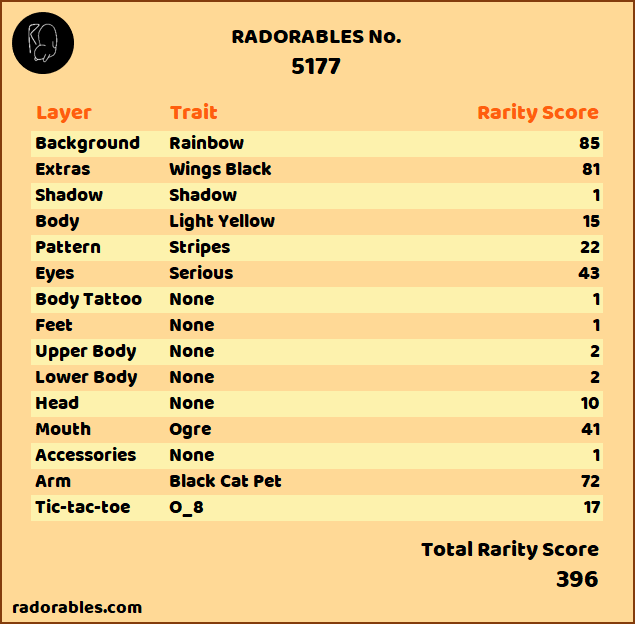 RADORABLES No.
5177
Layer Trait Rarity Score
Background Rainbow 85
Extras Wings Black 81
Shadow Shadow 1
Body Light Yellow 15
Pattern Stripes 22
Eyes Serious 43
Body Tattoo None 1
Feet None 1
Upper Body None 2
Lower Body None 2
Head None 10
Mouth Ogre 41
Accessories None 1
Arm Black Cat Pet 72
Tic-tac-toe O_8 17
Total Rarity Score
396
radorables.com